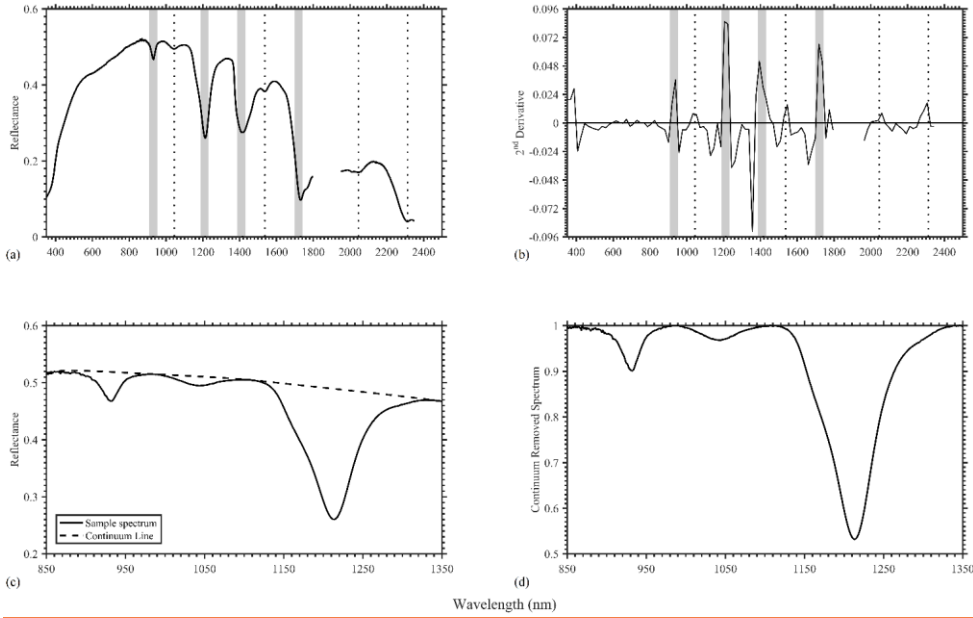 0.6
0.4
0.2
0
Reflectance
400 600 800 1000 1200 1400 1600 1800 2000 2200 2400
(a)
0.096
0.072
0.048
0.024
0
-0.024
-0.048
-0.072
-0.096
2nd Derivative
400 600 800 1000 1200 1400 1600 1800 2000 2200 2400
(b)
0.6
0.5
0.4
0.3
0.2
Reflectance
Sample spectrum
Continuum Line
850 950 1050 1150 1250 1350
(c)
1
0.9
0.8
0.7
0.6
0.5
Continuum Removed Spectrum
850 950 1050 1150 1250 1350
(d)
Wavelength (nm)